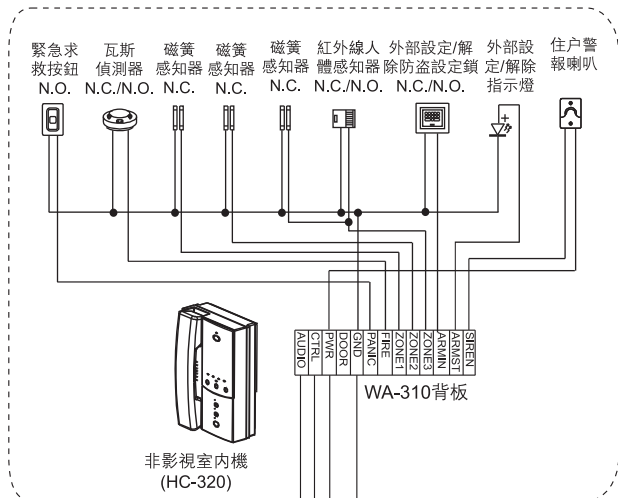 緊急求
救按鈕
N.O.
瓦斯
偵測器
N.C./N.O.
磁簧
感知器
N.C.
磁簧
感知器
N.C.
磁簧
感知器
N.C.
紅外線人
體感知器
N.C./N.O.
外部設定/解
除防盜設定鎖
N.C./N.O.
外部設
定/解除
指示燈
住戶警
報喇叭
+
AUDIO
CTRL
PWR
DOOR
GND
PANIC
FIRE
ZONE1
ZONE2
ZONE3
ARMIN
ARMST
SIREN
WA-310背板
非影視室內機
(HC-320)